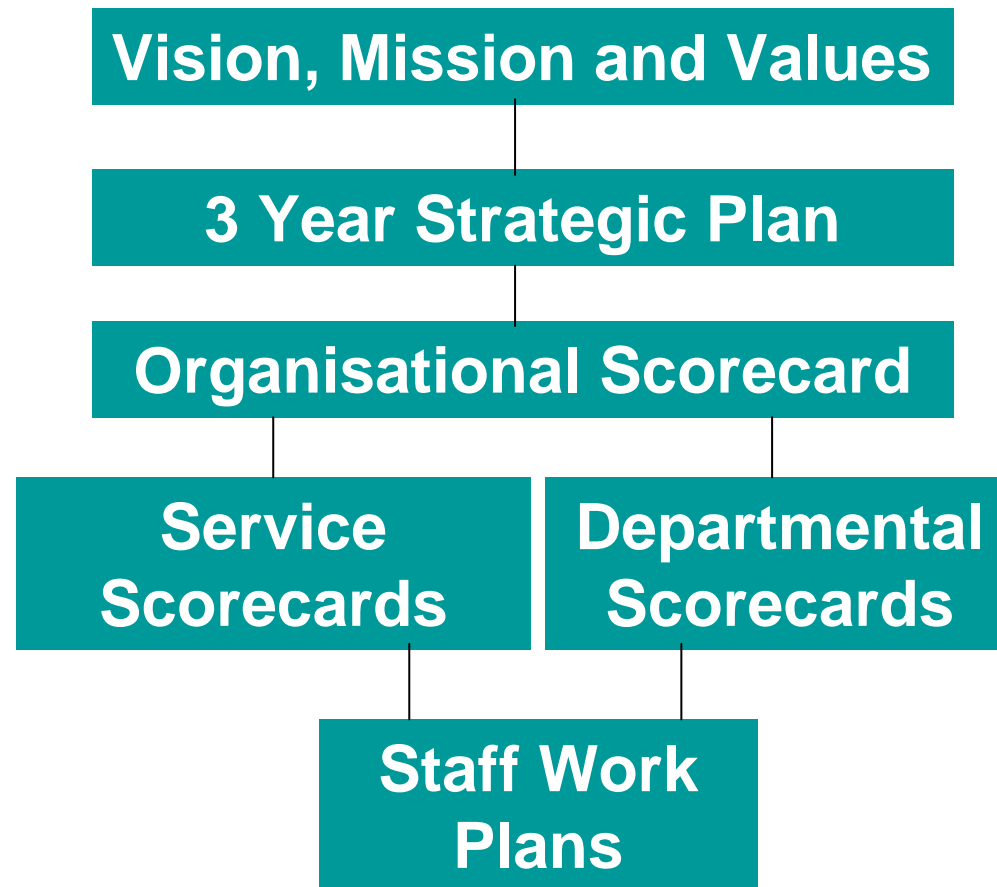 Vision, Mission and Values
3 Year Strategic Plan
Organisational Scorecard
Service
Scorecards
Departmental
Scorecards
Staff Work
Plans